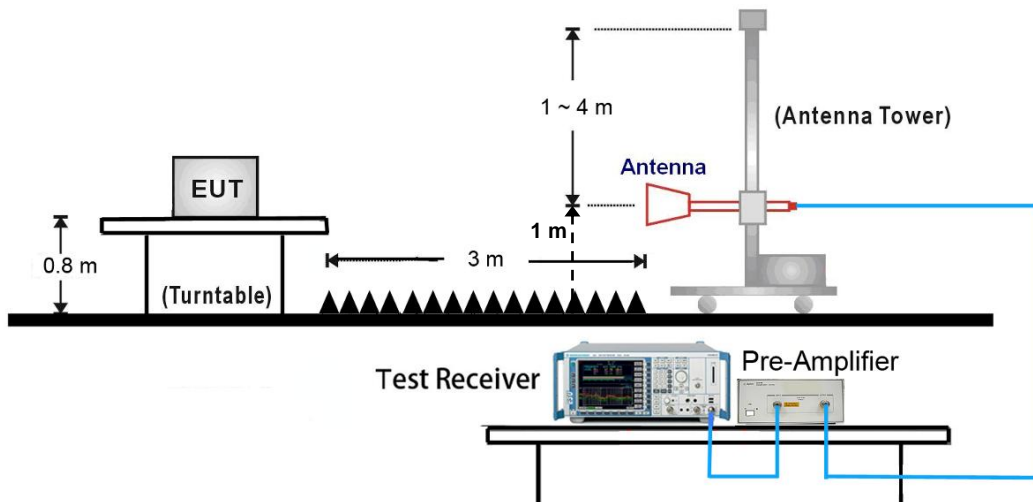 1 ~ 4 m
(Antenna Tower)
Antenna
EUT
1 m
0.8 m
3 m
(Turntable)
Test Receiver
Pre-Amplifier